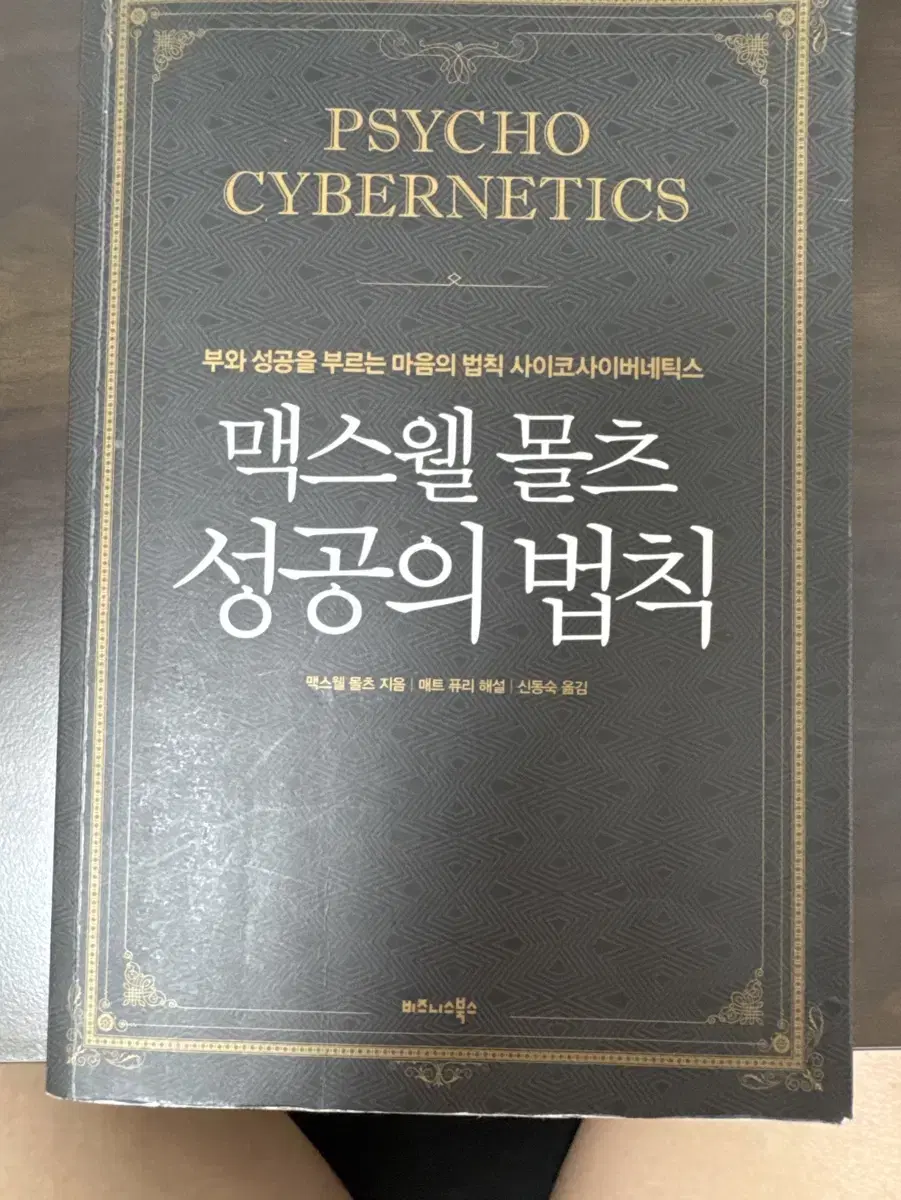 PSYCHO
CYBERNETICS
부와 성공을 부르는 마음의 법칙 사이코사이버네틱스
맥스웰 몰츠
성공의 법칙
맥스웰 몰츠 지음 | 매트 퓨리 해설 | 신동숙 옮김
비즈니스북스